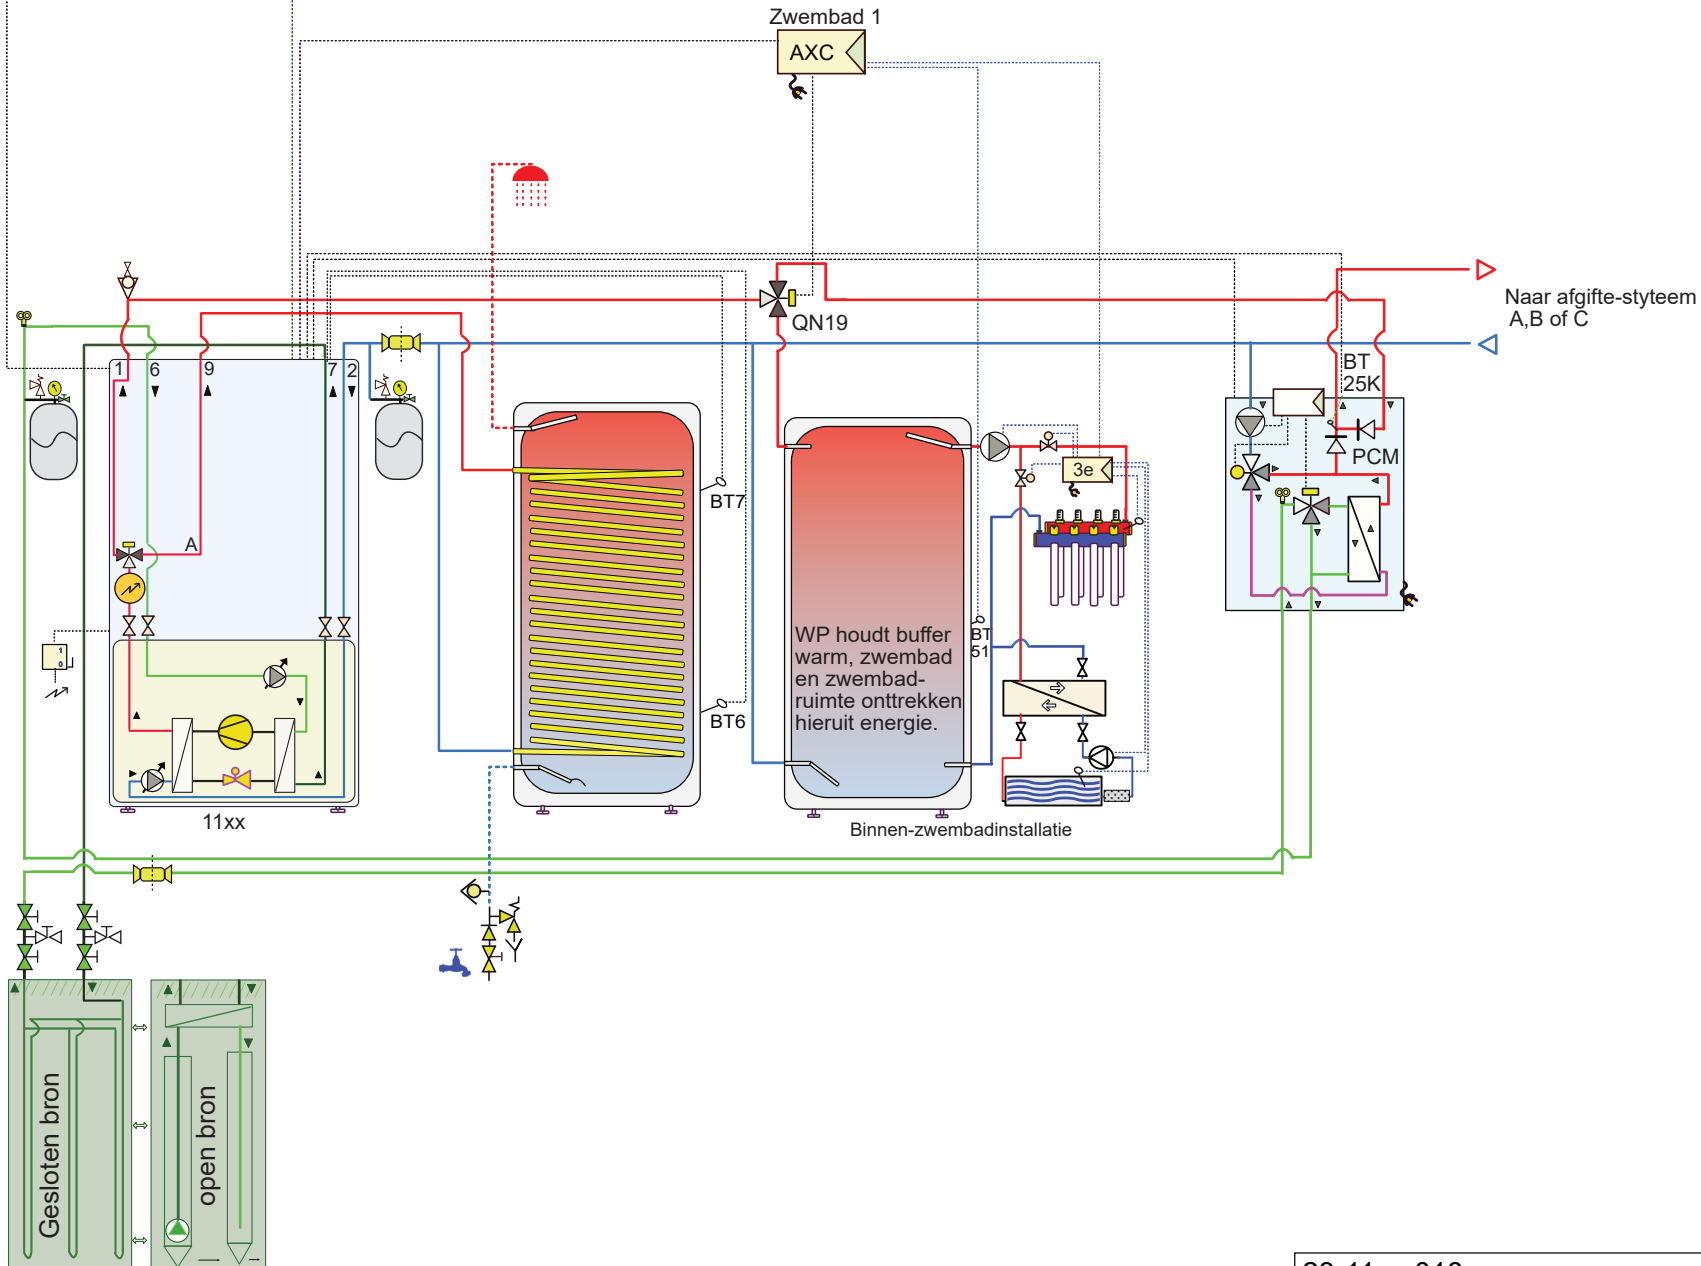 Zwembad 1
AXC
QN19
Naar afgifte-styteem
A,B of C
1 6 9 7 2
BT
25K
PCM
3e
BT7
A
BT
51
WP houdt buffer
warm, zwembad
en zwembad-
ruimte onttrekken
hieruit energie.
1
0
BT6
11xx
Binnen-zwembadinstallatie
Gesloten bron
open bron